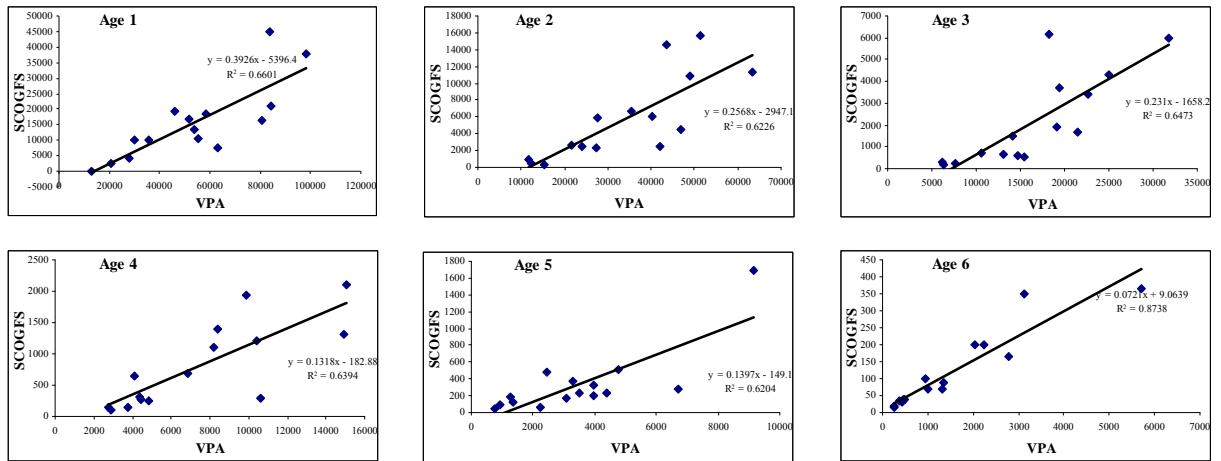 Age 1
50000
45000
40000
35000
30000
25000
20000
15000
10000
5000
0
-5000
SCOGFS
y = 0.3926x - 5396.4
R² = 0.6601
0 20000 40000 60000 80000 100000 120000
VPA
Age 2
18000
16000
14000
12000
10000
8000
6000
4000
2000
0
SCOGFS
y = 0.2568x - 2947.1
R² = 0.6226
0 10000 20000 30000 40000 50000 60000 70000
VPA
Age 3
7000
6000
5000
4000
3000
2000
1000
0
SCOGFS
y = 0.231x - 1658.2
R² = 0.6473
0 5000 10000 15000 20000 25000 30000 35000
VPA
Age 4
2500
2000
1500
1000
500
0
SCOGFS
y = 0.1318x - 182.88
R² = 0.6394
0 2000 4000 6000 8000 10000 12000 14000 16000
VPA
Age 5
1800
1600
1400
1200
1000
800
600
400
200
0
SCOGFS
y = 0.1397x - 149.1
R² = 0.6204
0 2000 4000 6000 8000 10000
VPA
Age 6
450
400
350
300
250
200
150
100
50
0
SCOGFS
y = 0.0721x + 9.0639
R² = 0.8738
0 1000 2000 3000 4000 5000 6000 7000
VPA